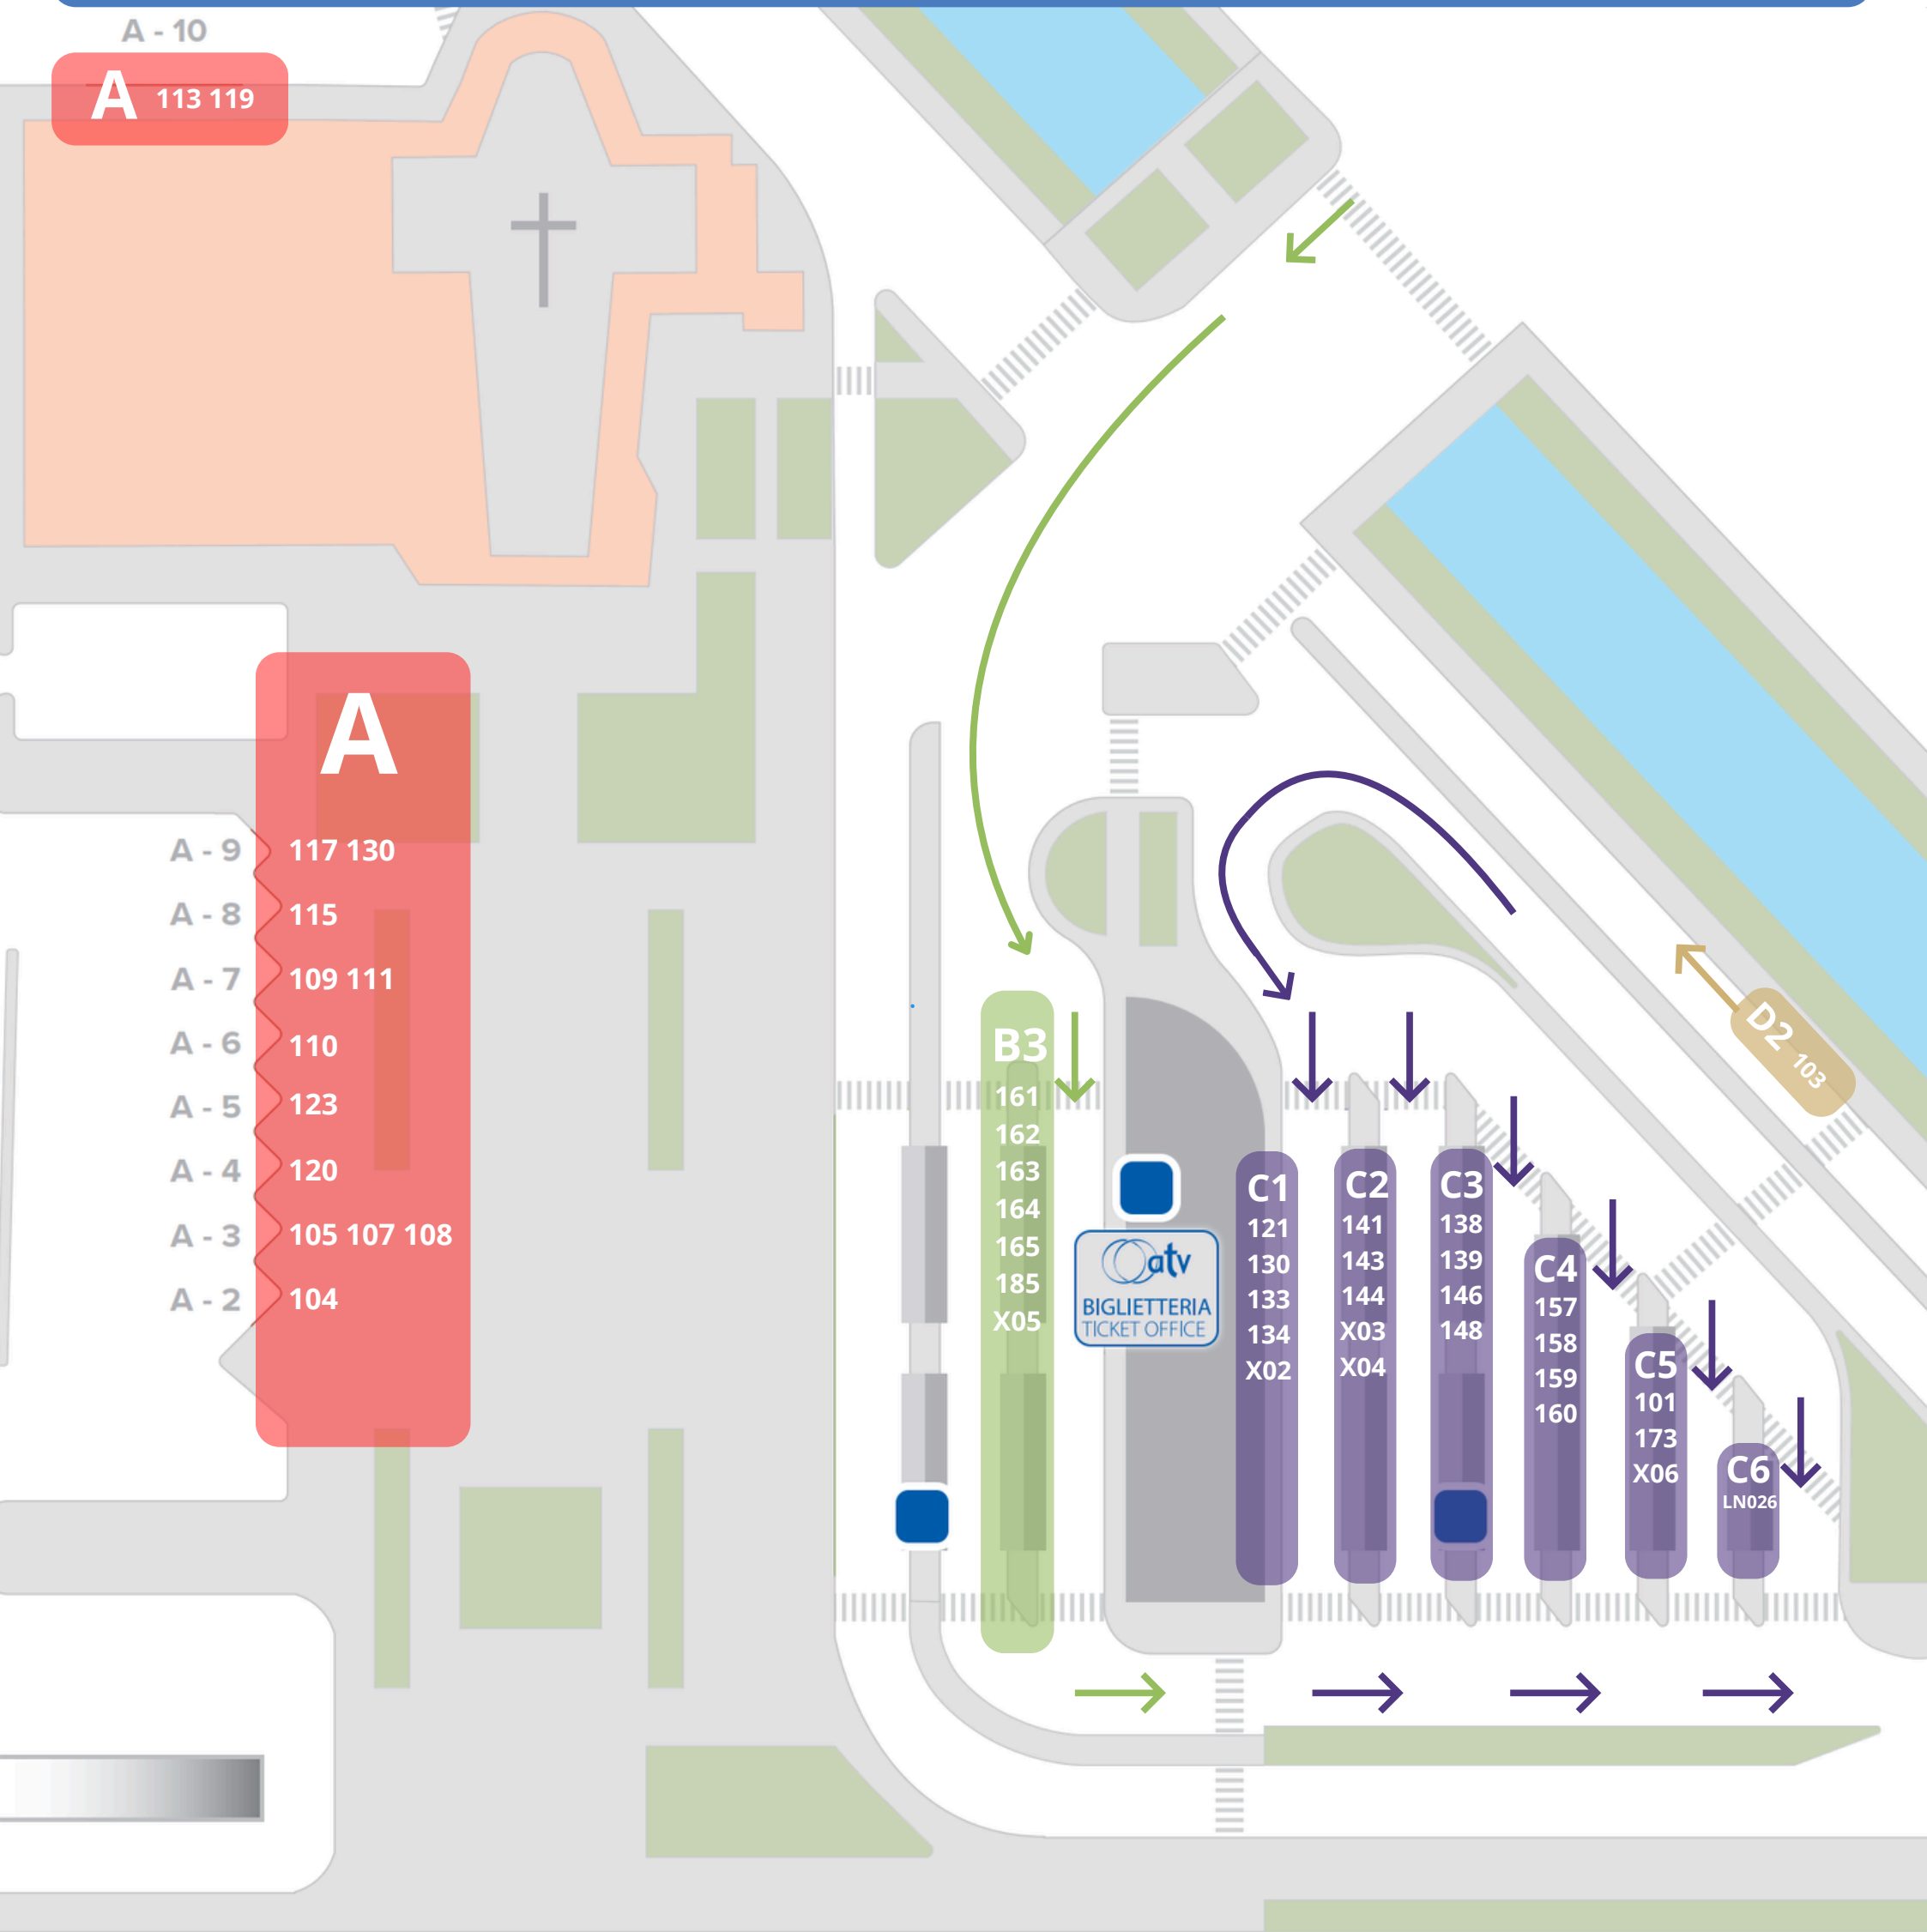 A - 10
A 113 119
A
A - 9 117 130
A - 8 115
A - 7 109 111
A - 6 110
A - 5 123
A - 4 120
A - 3 105 107 108
A - 2 104
B3
161
162
163
164
165
185
X05
atv
BIGLIETTERIA
TICKET OFFICE
C1
121
130
133
134
X02
C2
141
143
144
X03
X04
C3
138
139
146
148
C4
157
158
159
160
C5
101
173
X06
C6
LN026
D2 103